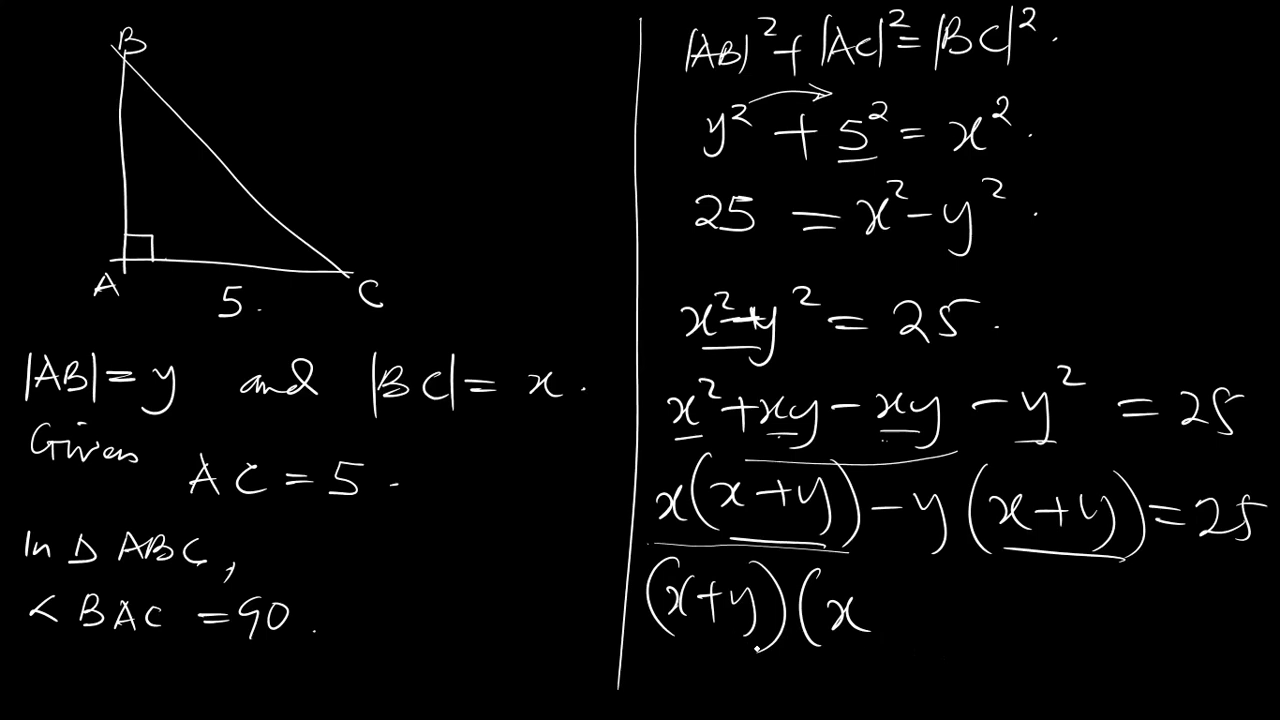 B
A
C
5.
|AB| = y and |BC| = x.
Given
AC = 5.
In Δ ABC,
< BAC = 90.
|AB|² + |AC|² = |BC|².
y² + 5² = x².
25 = x² - y².
x² - y² = 25.
x² + xy - xy - y² = 25
x(x+y) - y(x+y) = 25
(x+y)(x